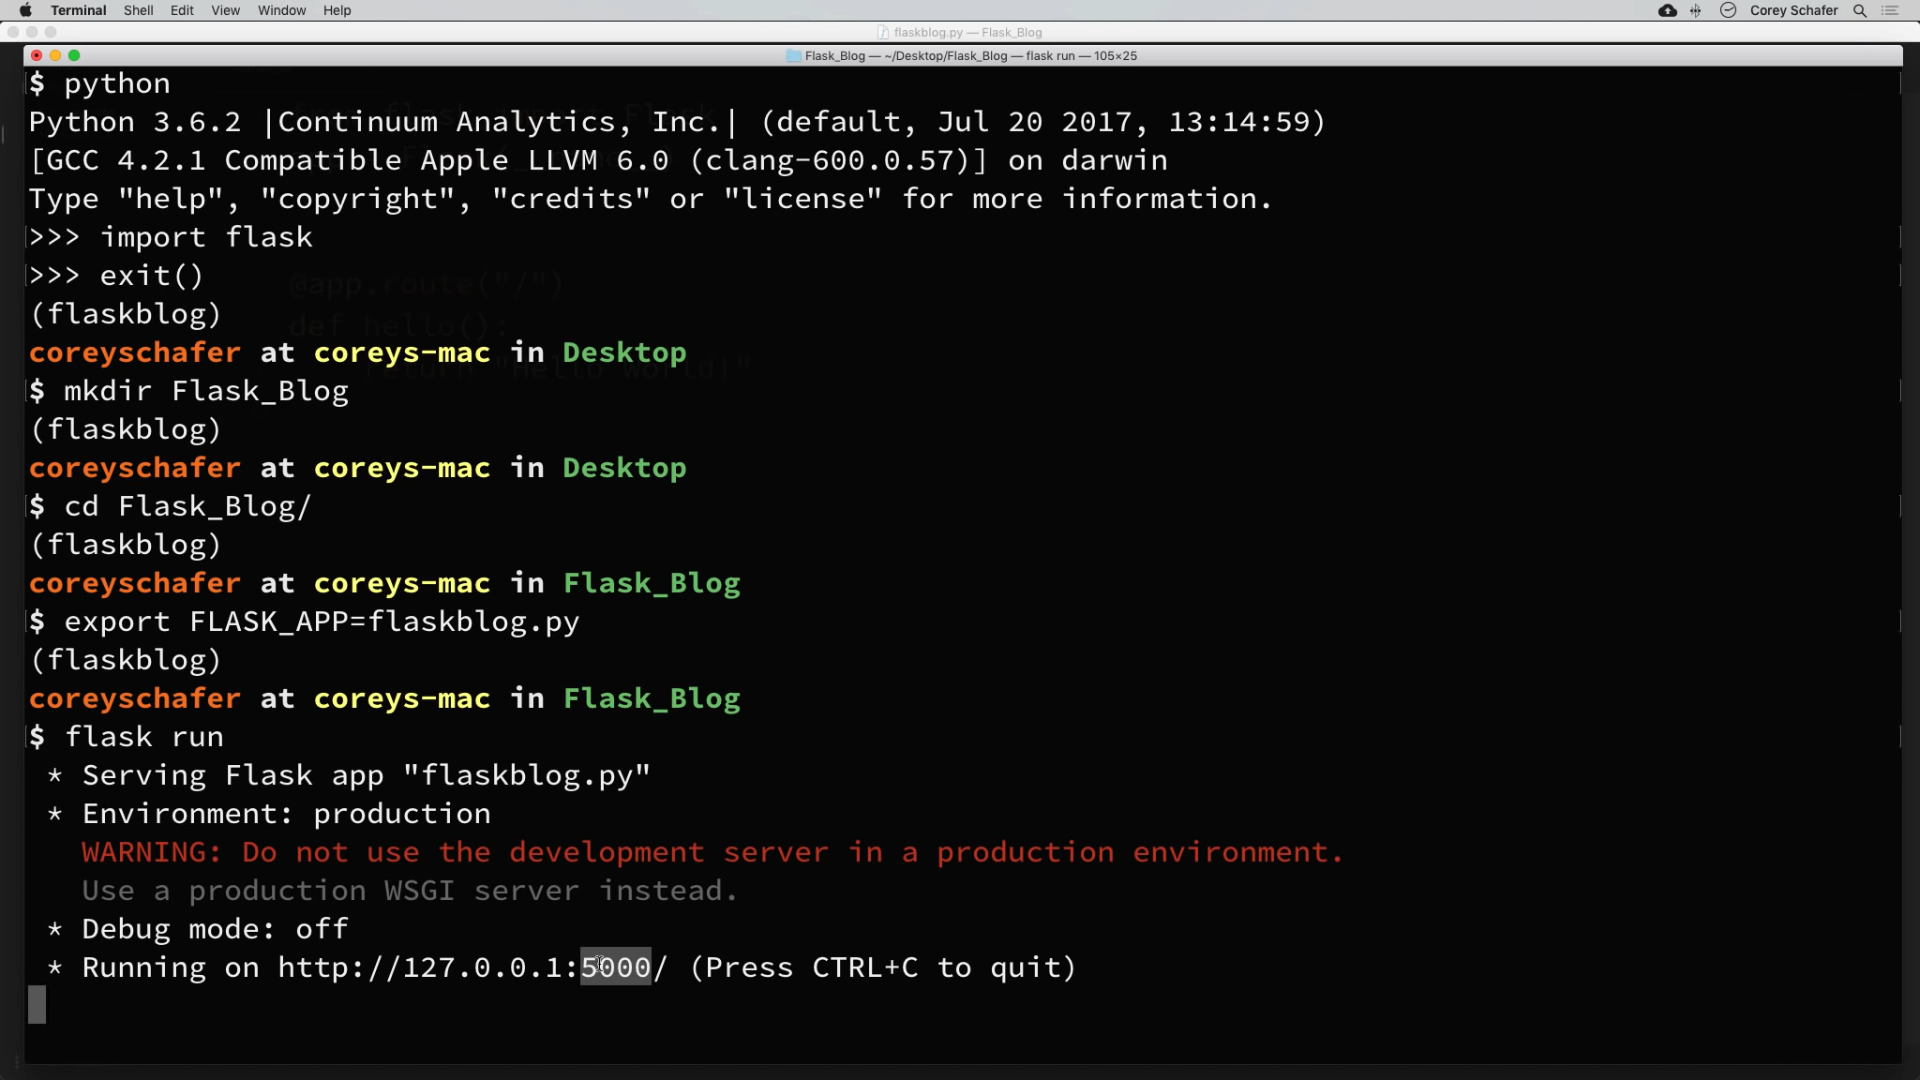 Terminal Shell Edit View Window Help Corey Schafer
flaskblog.py — Flask_Blog
Flask_Blog — ~/Desktop/Flask_Blog — flask run — 105×25
$ python
Python 3.6.2 |Continuum Analytics, Inc.| (default, Jul 20 2017, 13:14:59)
[GCC 4.2.1 Compatible Apple LLVM 6.0 (clang-600.0.57)] on darwin
Type "help", "copyright", "credits" or "license" for more information.
>>> import flask
>>> exit()
@app.route("/")
(flaskblog)
def hello():
coreyschafer at coreys-mac in Desktop
return "Hello World!"
$ mkdir Flask_Blog
(flaskblog)
coreyschafer at coreys-mac in Desktop
$ cd Flask_Blog/
(flaskblog)
coreyschafer at coreys-mac in Flask_Blog
$ export FLASK_APP=flaskblog.py
(flaskblog)
coreyschafer at coreys-mac in Flask_Blog
$ flask run
* Serving Flask app "flaskblog.py"
* Environment: production
WARNING: Do not use the development server in a production environment.
Use a production WSGI server instead.
* Debug mode: off
* Running on http://127.0.0.1:5000/ (Press CTRL+C to quit)